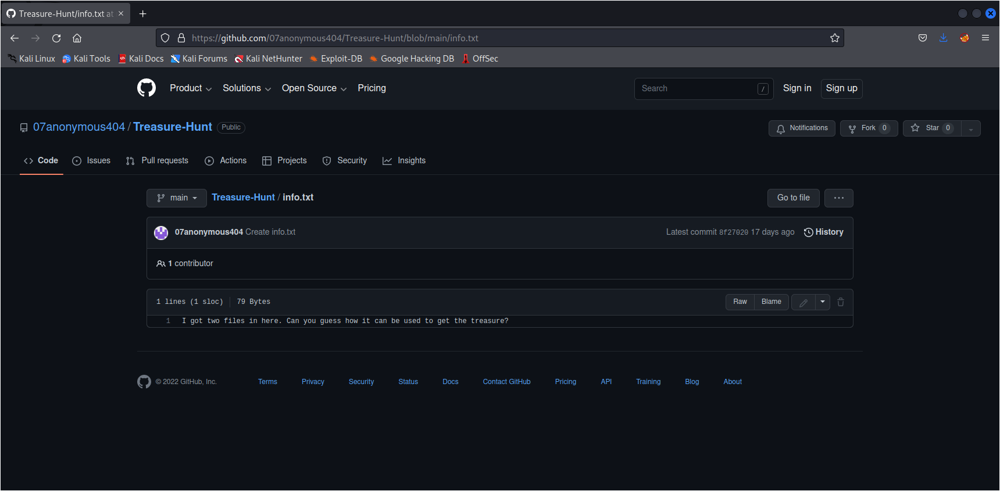 Treasure-Hunt/info.txt at
https://github.com/07anonymous404/Treasure-Hunt/blob/main/info.txt
Kali Linux Kali Tools Kali Docs Kali Forums Kali NetHunter Exploit-DB Google Hacking DB OffSec
Product Solutions Open Source Pricing Search / Sign in Sign up
07anonymous404 / Treasure-Hunt Public Notifications Fork 0 Star 0
Code Issues Pull requests Actions Projects Security Insights
main Treasure-Hunt / info.txt Go to file ...
07anonymous404 Create info.txt Latest commit 8f27020 17 days ago History
1 contributor
1 lines (1 sloc) 79 Bytes Raw Blame
1 I got two files in here. Can you guess how it can be used to get the treasure?
© 2022 GitHub, Inc. Terms Privacy Security Status Docs Contact GitHub Pricing API Training Blog About